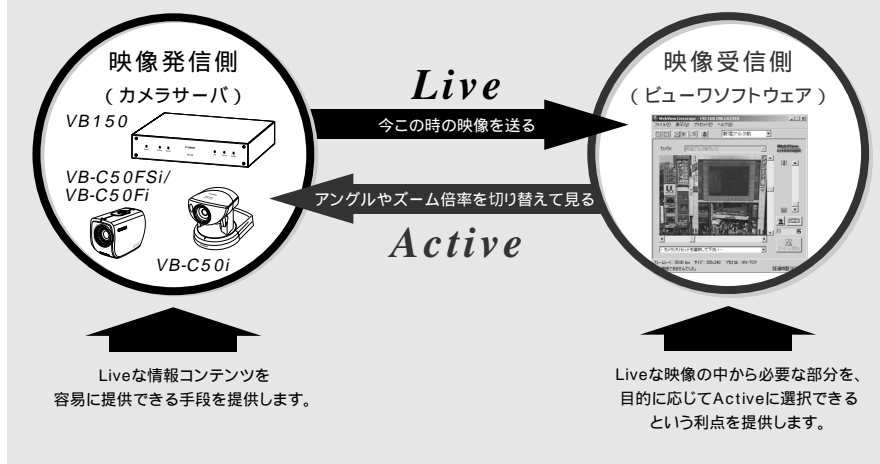 映像発信側
(カメラサーバ)
VB150
VB-C50FSi/
VB-C50Fi
VB-C50i
Live
今この時の映像を送る
アングルやズーム倍率を切り替えて見る
Active
映像受信側
(ビューワソフトウェア)
Liveな情報コンテンツを
容易に提供できる手段を提供します。
Liveな映像の中から必要な部分を、
目的に応じてActiveに選択できる
という利点を提供します。